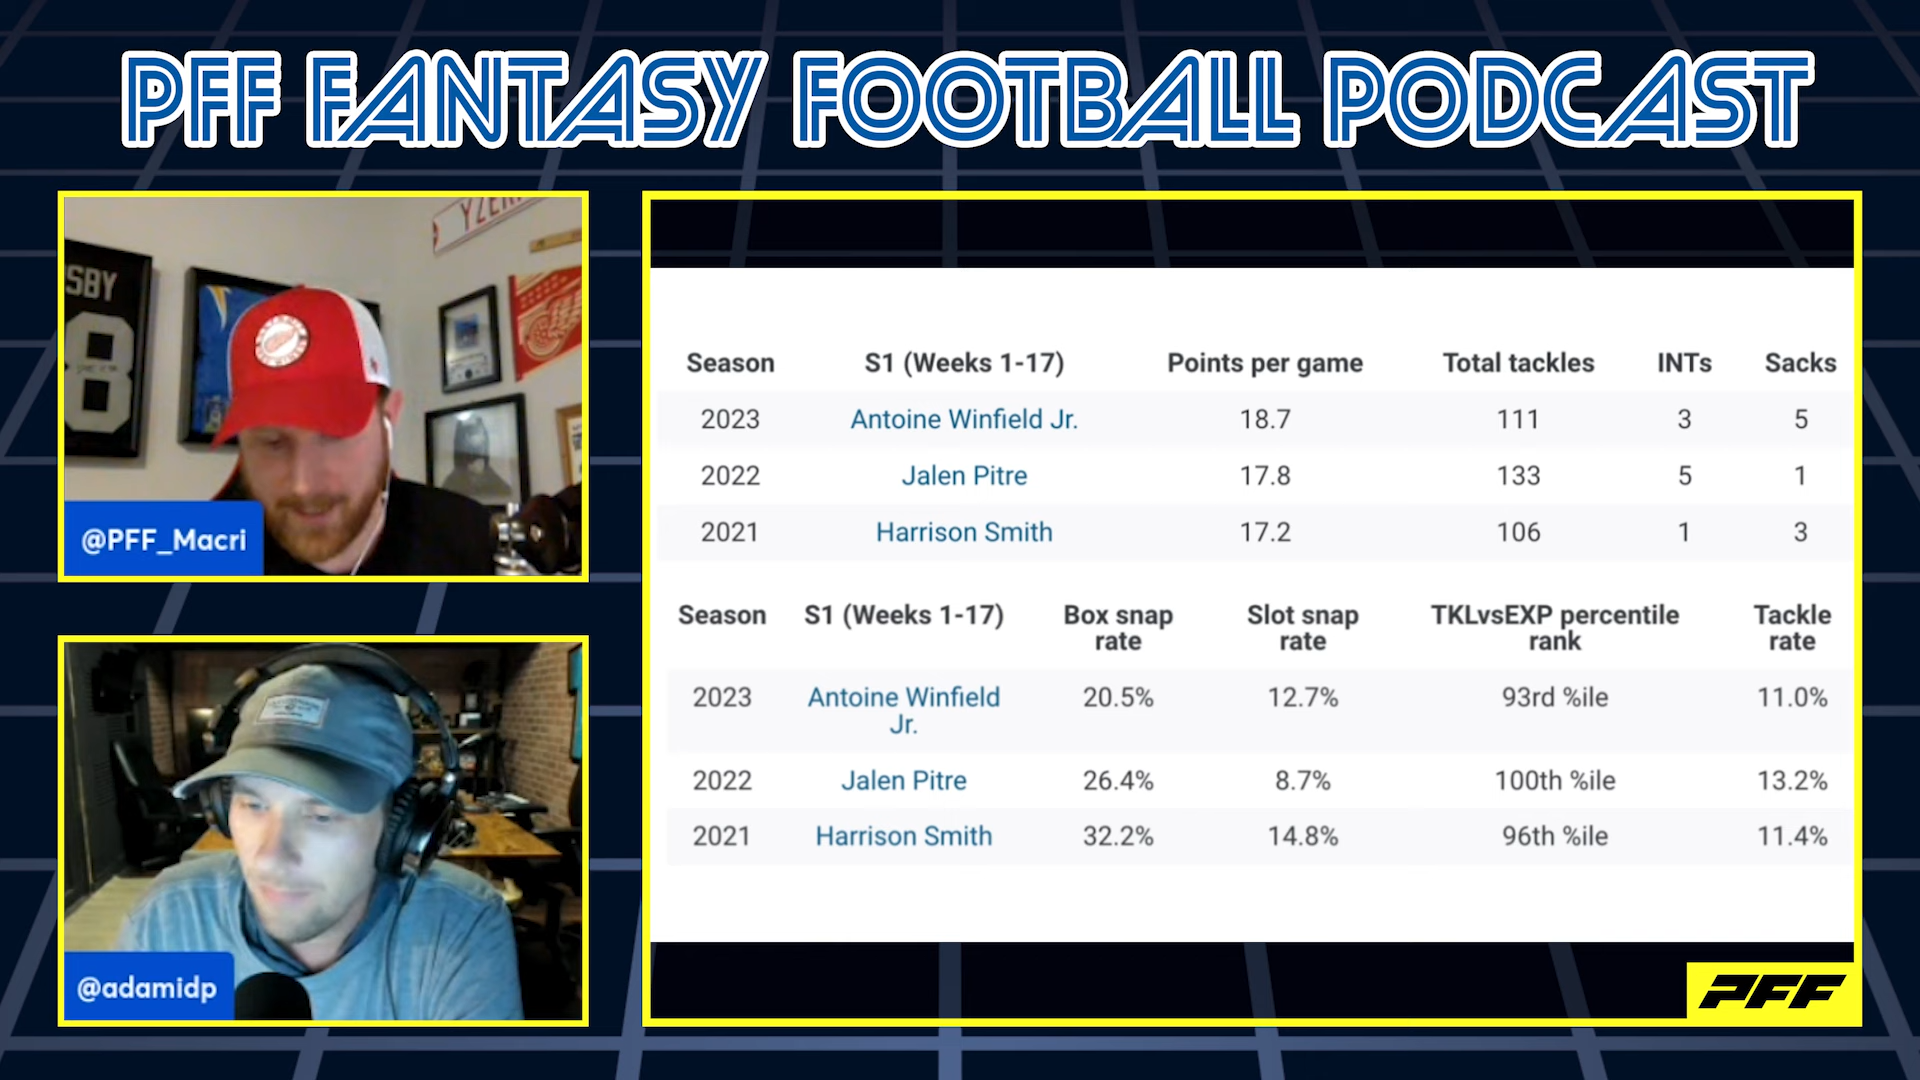 PFF FANTASY FOOTBALL PODCAST
YZER
SBY
8
@PFF_Macri
@adamidp
Season S1 (Weeks 1-17) Points per game Total tackles INTs Sacks
2023 Antoine Winfield Jr. 18.7 111 3 5
2022 Jalen Pitre 17.8 133 5 1
2021 Harrison Smith 17.2 106 1 3
Season S1 (Weeks 1-17) Box snap rate Slot snap rate TKLvsEXP percentile rank Tackle rate
2023 Antoine Winfield Jr. 20.5% 12.7% 93rd %ile 11.0%
2022 Jalen Pitre 26.4% 8.7% 100th %ile 13.2%
2021 Harrison Smith 32.2% 14.8% 96th %ile 11.4%
PFF